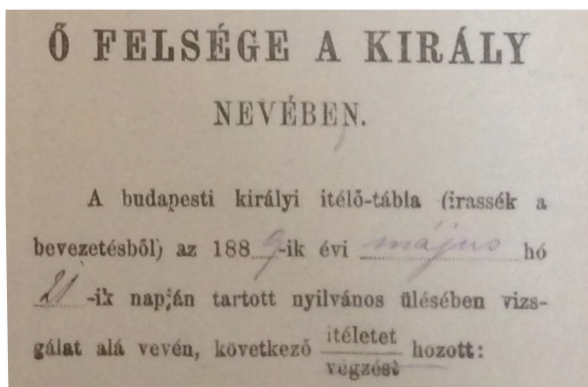 Ő FELSÉGE A KIRÁLY
NEVÉBEN.
A budapesti királyi itélő-tábla (irassék a
bevezetésből) az 1889-ik évi május hó
21-ik napján tartott nyilvános ülésében vizs-
gálat alá vevén, következő itéletet hozott:
végzést